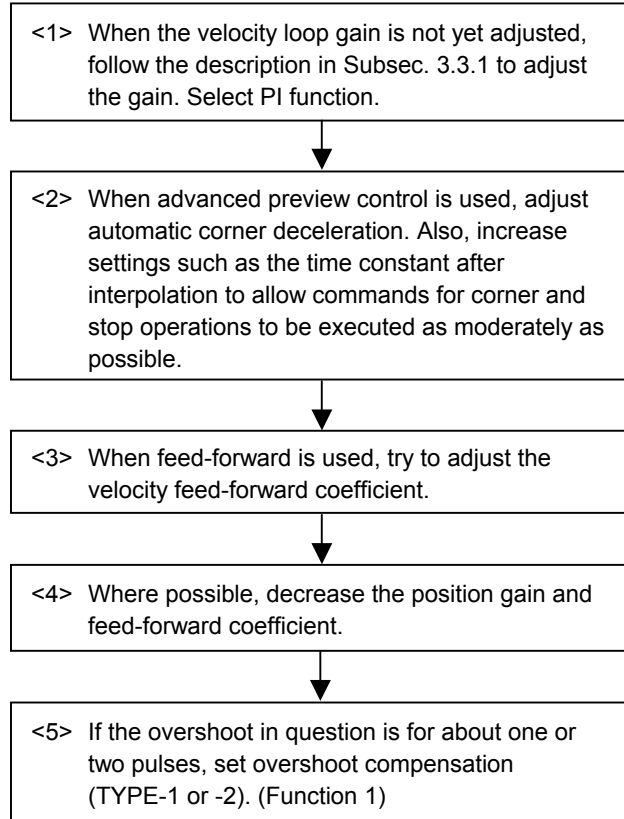 <1> When the velocity loop gain is not yet adjusted,
follow the description in Subsec. 3.3.1 to adjust
the gain. Select PI function.
<2> When advanced preview control is used, adjust
automatic corner deceleration. Also, increase
settings such as the time constant after
interpolation to allow commands for corner and
stop operations to be executed as moderately as
possible.
<3> When feed-forward is used, try to adjust the
velocity feed-forward coefficient.
<4> Where possible, decrease the position gain and
feed-forward coefficient.
<5> If the overshoot in question is for about one or
two pulses, set overshoot compensation
(TYPE-1 or -2). (Function 1)